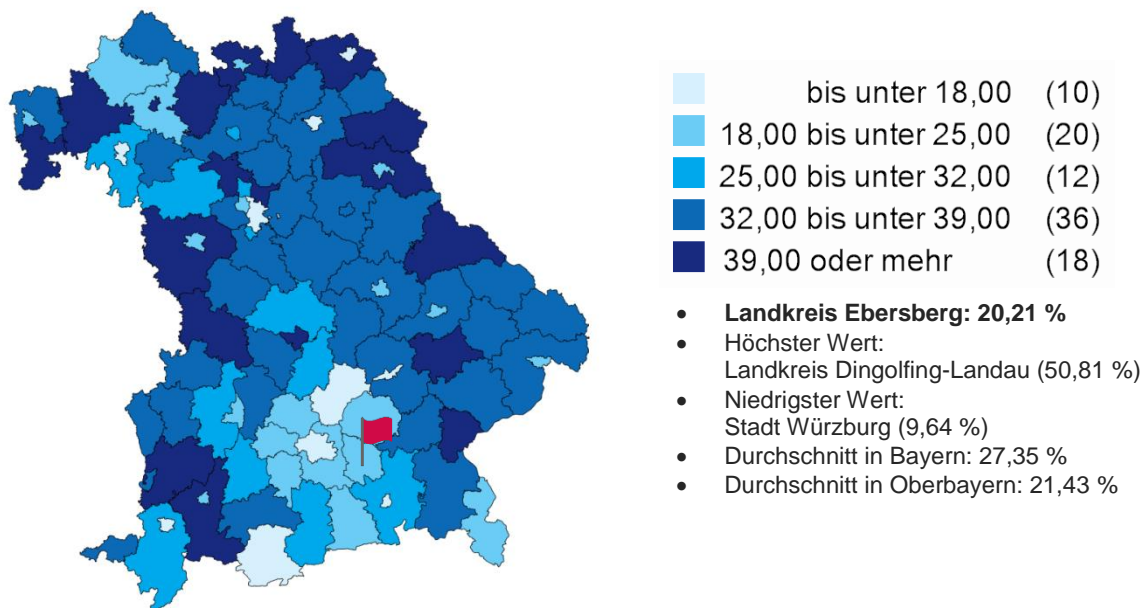 bis unter 18,00 (10)
18,00 bis unter 25,00 (20)
25,00 bis unter 32,00 (12)
32,00 bis unter 39,00 (36)
39,00 oder mehr (18)
• Landkreis Ebersberg: 20,21 %
• Höchster Wert:
Landkreis Dingolfing-Landau (50,81 %)
• Niedrigster Wert:
Stadt Würzburg (9,64 %)
• Durchschnitt in Bayern: 27,35 %
• Durchschnitt in Oberbayern: 21,43 %